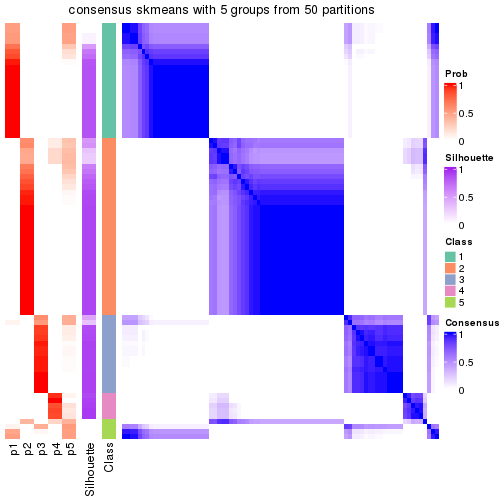 consensus skmeans with 5 groups from 50 partitions
Prob
1
0.5
0
Silhouette
1
0.5
0
Class
1
2
3
4
5
Consensus
1
0.5
0
p1
p2
p3
p4
p5
Silhouette
Class